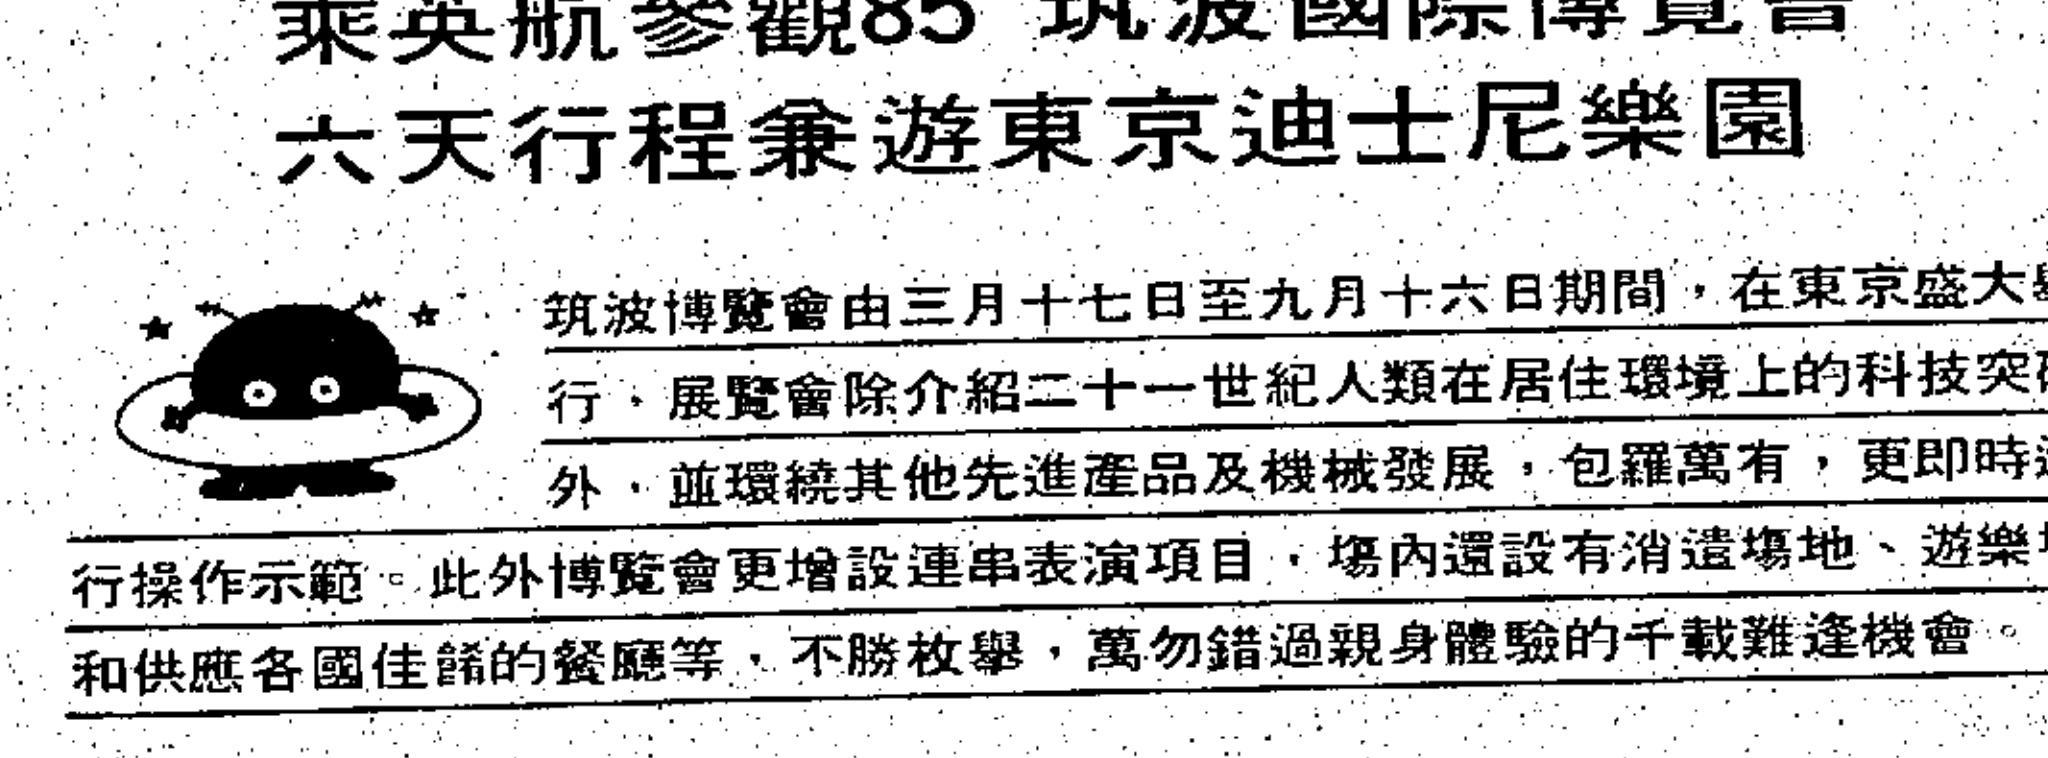 乘英航參觀85 筑波國際博覽會
六天行程兼遊東京迪士尼樂園
筑波博覽會由三月十七日至九月十六日期間，在東京盛大舉
行，展覽會除介紹二十一世紀人類在居住環境上的科技突破
外，並環繞其他先進產品及機械發展，包羅萬有，更即時進
行操作示範。此外博覽會更增設連串表演項目，塲內還設有消遣塲地、遊樂場
和供應各國佳餚的餐廳等，不勝枚舉，萬勿錯過親身體驗的千載難逢機會。